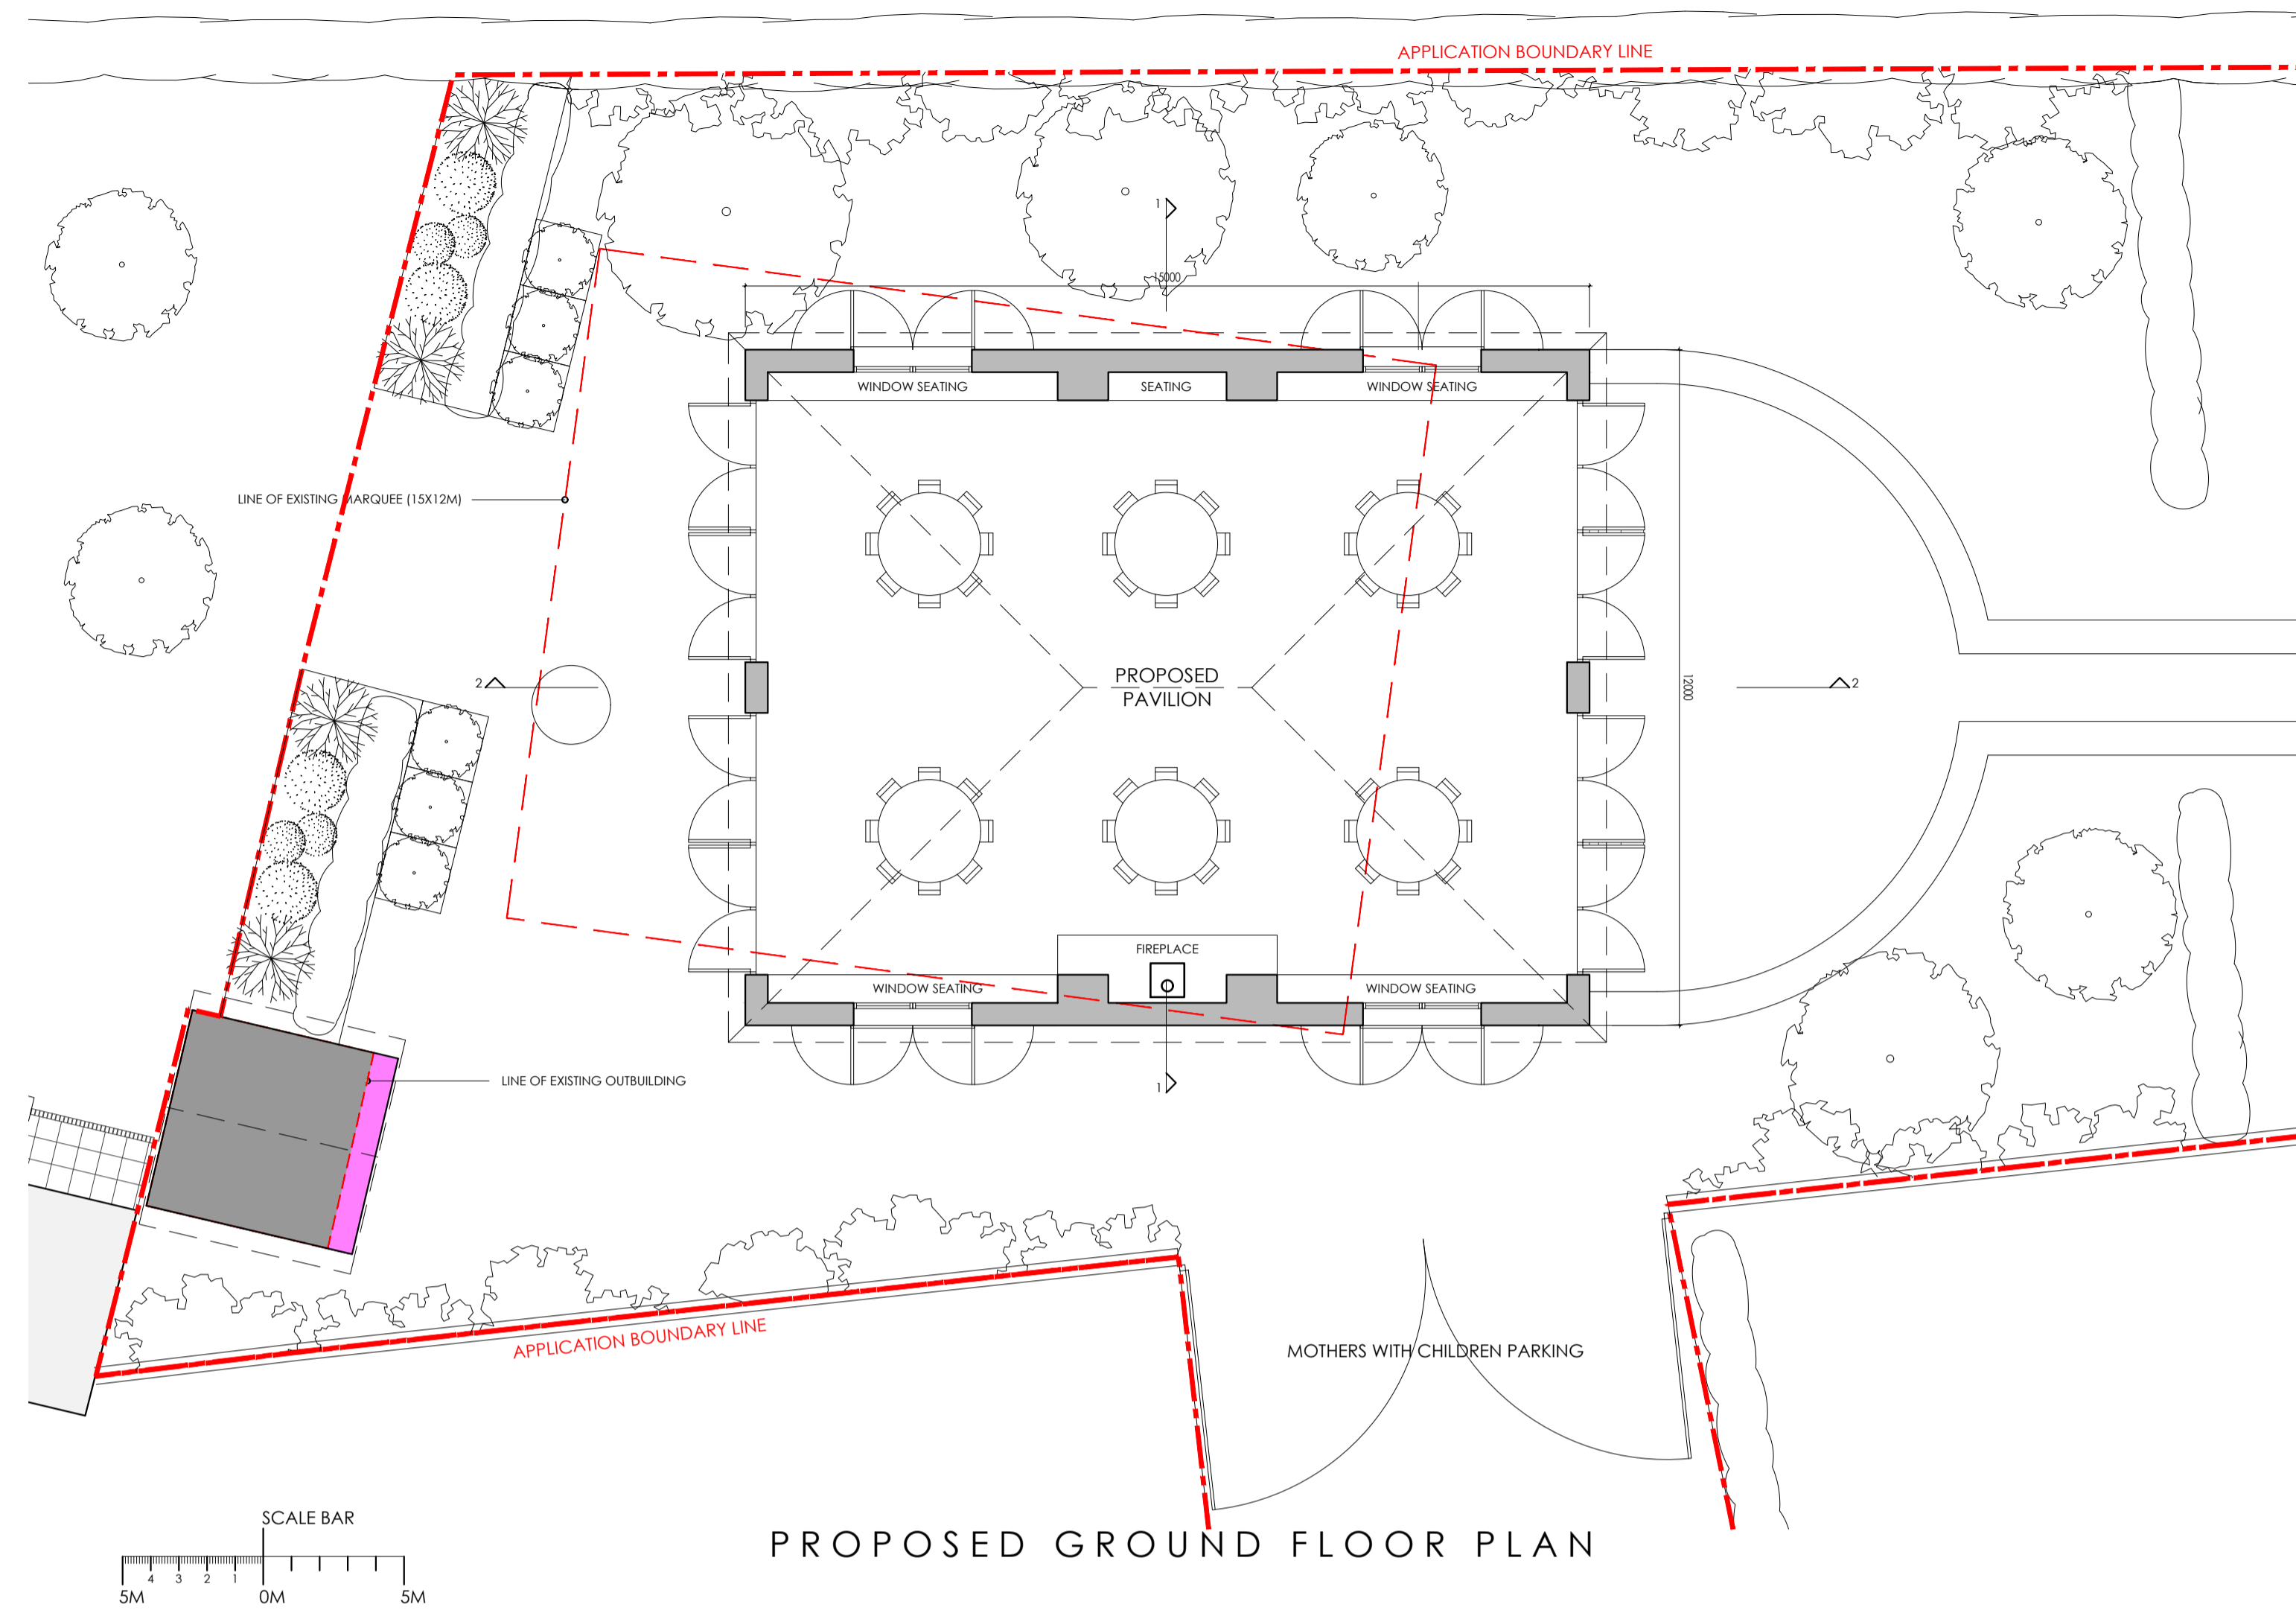 APPLICATION BOUNDARY LINE
1
15000
WINDOW SEATING
SEATING
WINDOW SEATING
LINE OF EXISTING MARQUEE (15X12M)
PROPOSED
PAVILION
2
12000
2
FIREPLACE
WINDOW SEATING
WINDOW SEATING
LINE OF EXISTING OUTBUILDING
1
APPLICATION BOUNDARY LINE
MOTHERS WITH CHILDREN PARKING
SCALE BAR
4 3 2 1
5M 0M 5M
PROPOSED GROUND FLOOR PLAN